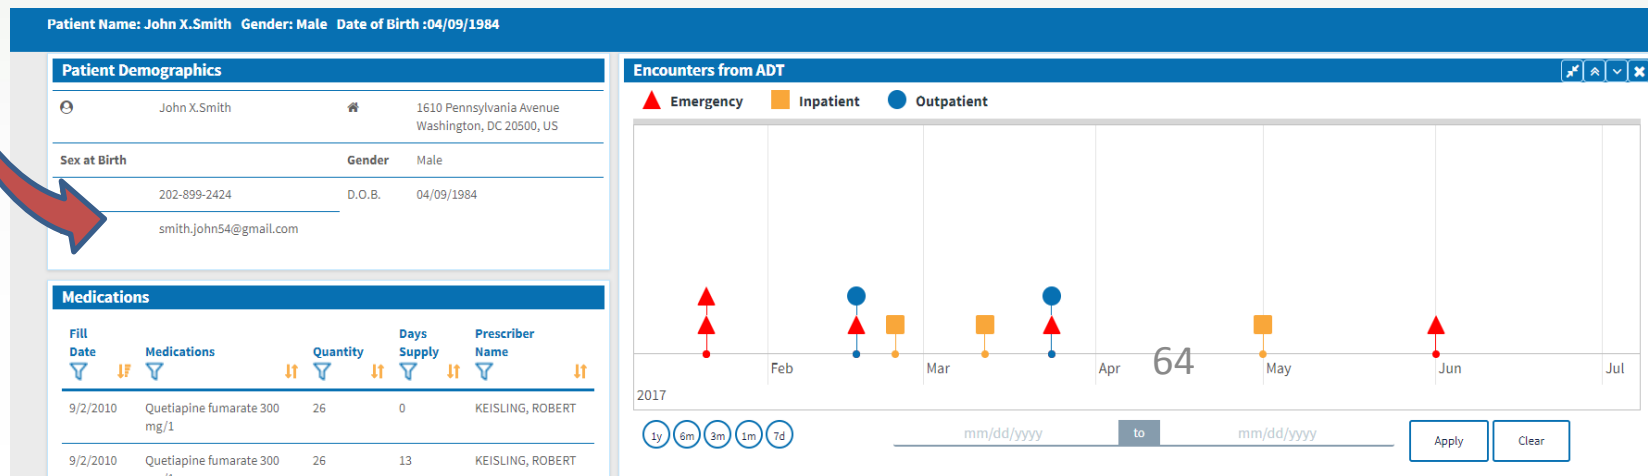 Patient Name: John X.Smith Gender: Male Date of Birth :04/09/1984
Patient Demographics
John X.Smith
1610 Pennsylvania Avenue
Washington, DC 20500, US
Sex at Birth
Gender Male
202-899-2424
D.O.B. 04/09/1984
smith.john54@gmail.com
Medications
Fill Date Medications Quantity Days Supply Prescriber Name
9/2/2010 Quetiapine fumarate 300 mg/1 26 0 KEISLING, ROBERT
9/2/2010 Quetiapine fumarate 300 26 13 KEISLING, ROBERT
Encounters from ADT
Emergency Inpatient Outpatient
Feb Mar Apr May Jun Jul
64
2017
1y 6m 3m 1m 7d mm/dd/yyyy to mm/dd/yyyy Apply Clear